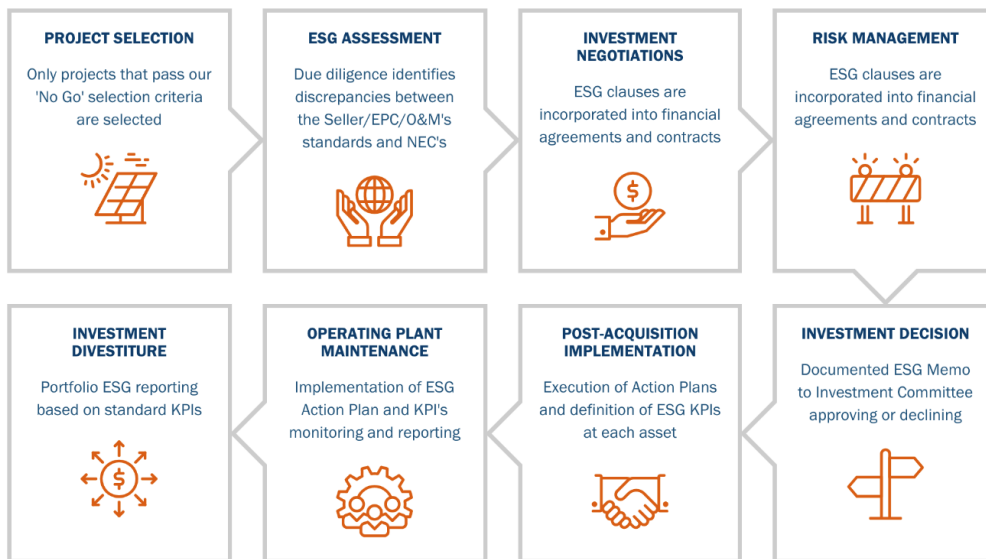 PROJECT SELECTION
Only projects that pass our
'No Go' selection criteria
are selected
ESG ASSESSMENT
Due diligence identifies
discrepancies between
the Seller/EPC/O&M's
standards and NEC's
INVESTMENT
NEGOTIATIONS
ESG clauses are
incorporated into financial
agreements and contracts
$
RISK MANAGEMENT
ESG clauses are
incorporated into financial
agreements and contracts
INVESTMENT DECISION
Documented ESG Memo
to Investment Committee
approving or declining
POST-ACQUISITION
IMPLEMENTATION
Execution of Action Plans
and definition of ESG KPIs
at each asset
OPERATING PLANT
MAINTENANCE
Implementation of ESG
Action Plan and KPI's
monitoring and reporting
INVESTMENT
DIVESTITURE
Portfolio ESG reporting
based on standard KPIs
$